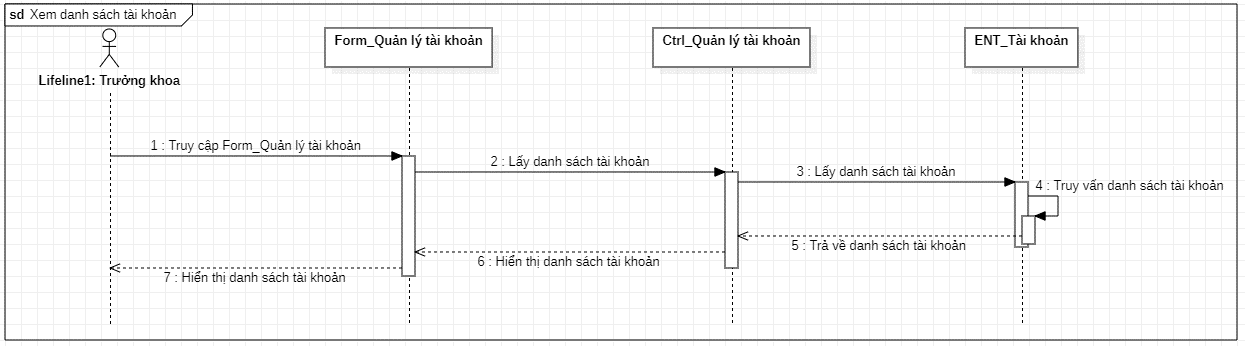 sd Xem danh sách tài khoản
Form_Quản lý tài khoản
Ctrl_Quản lý tài khoản
ENT_Tài khoản
Lifeline1: Trưởng khoa
1 : Truy cập Form_Quản lý tài khoản
2 : Lấy danh sách tài khoản
3 : Lấy danh sách tài khoản
4 : Truy vấn danh sách tài khoản
5 : Trả về danh sách tài khoản
6 : Hiển thị danh sách tài khoản
7 : Hiển thị danh sách tài khoản